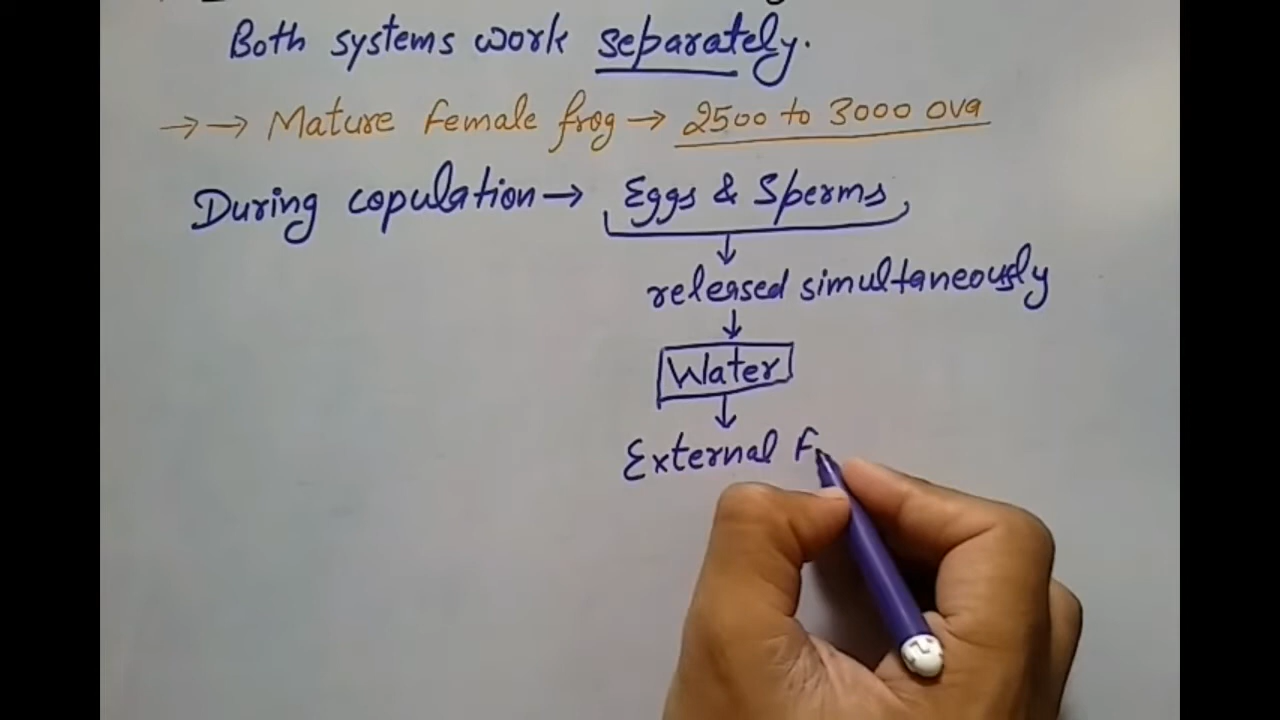 Both systems work separately.
→→ Mature Female frog → 2500 to 3000 ova
During copulation → Eggs & Sperms
↓
released simultaneously
↓
Water
↓
External F